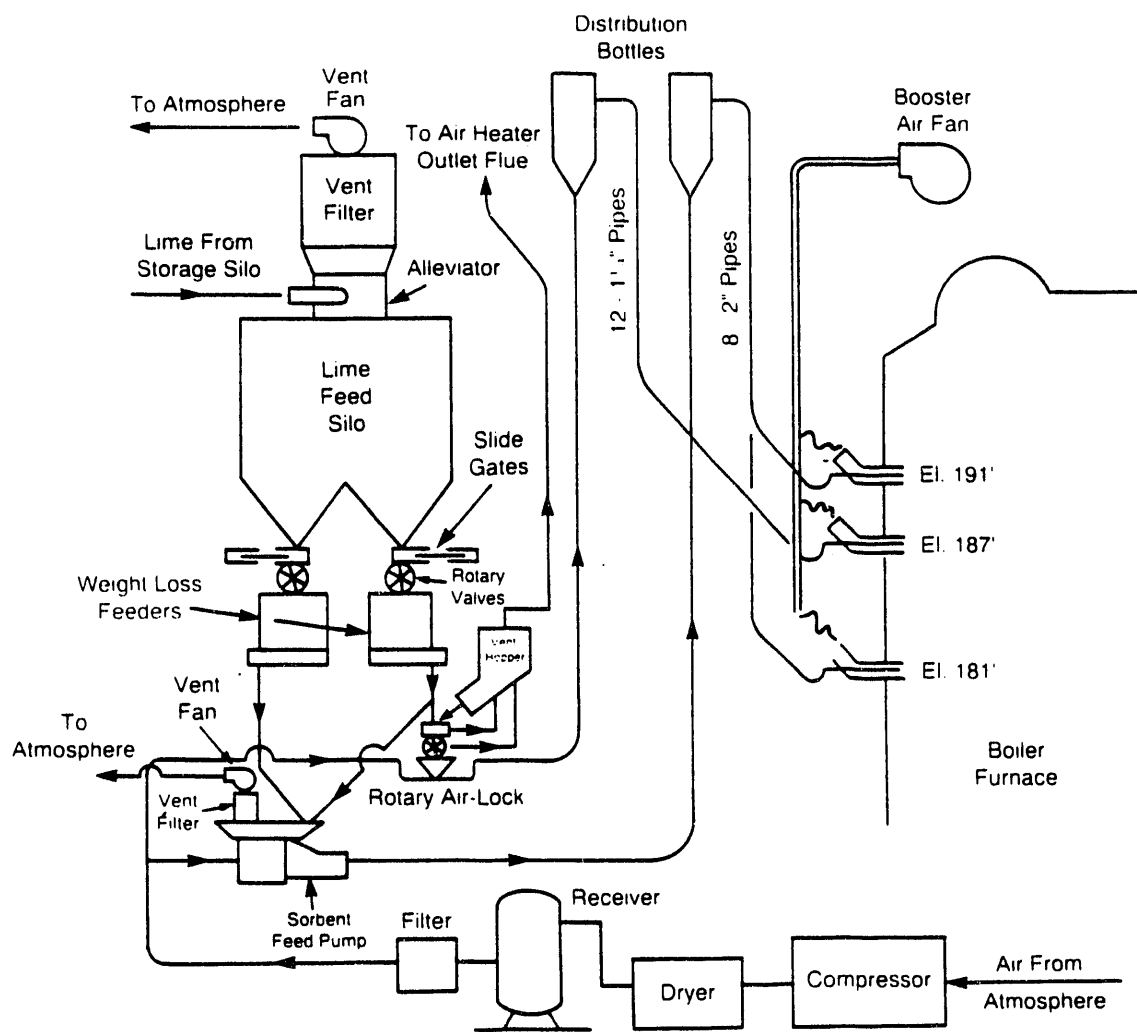 Distribution
Bottles
Vent
Fan
To Atmosphere
To Air Heater
Outlet Flue
Booster
Air Fan
Vent
Filter
Lime From
Storage Silo
Alleviator
12 - 1
" Pipes
8 2" Pipes
Lime
Feed
Silo
Slide
Gates
El. 191'
El. 187'
Rotary
Valves
Weight Loss
Feeders
Vent
Hopper
El. 181'
Vent
Fan
To
Atmosphere
Boiler
Furnace
Rotary Air-Lock
Vent
Filter
Sorbent
Feed Pump
Filter
Receiver
Dryer
Compressor
Air From
Atmosphere